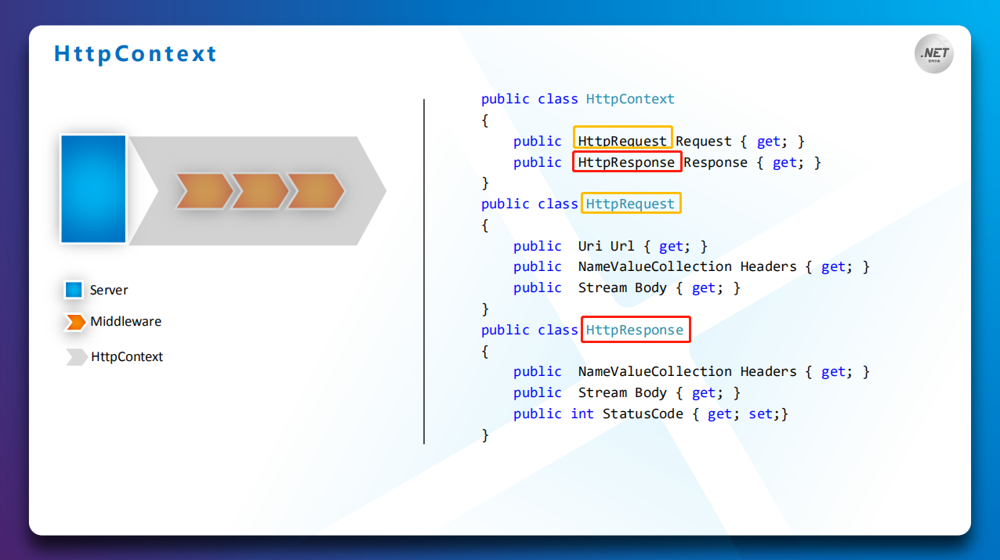 HttpContext
.NET
Server
Middleware
HttpContext
public class HttpContext
{
public HttpRequest Request { get; }
public HttpResponse Response { get; }
}
public class HttpRequest
{
public Uri Url { get; }
public NameValueCollection Headers { get; }
public Stream Body { get; }
}
public class HttpResponse
{
public NameValueCollection Headers { get; }
public Stream Body { get; }
public int StatusCode { get; set;}
}